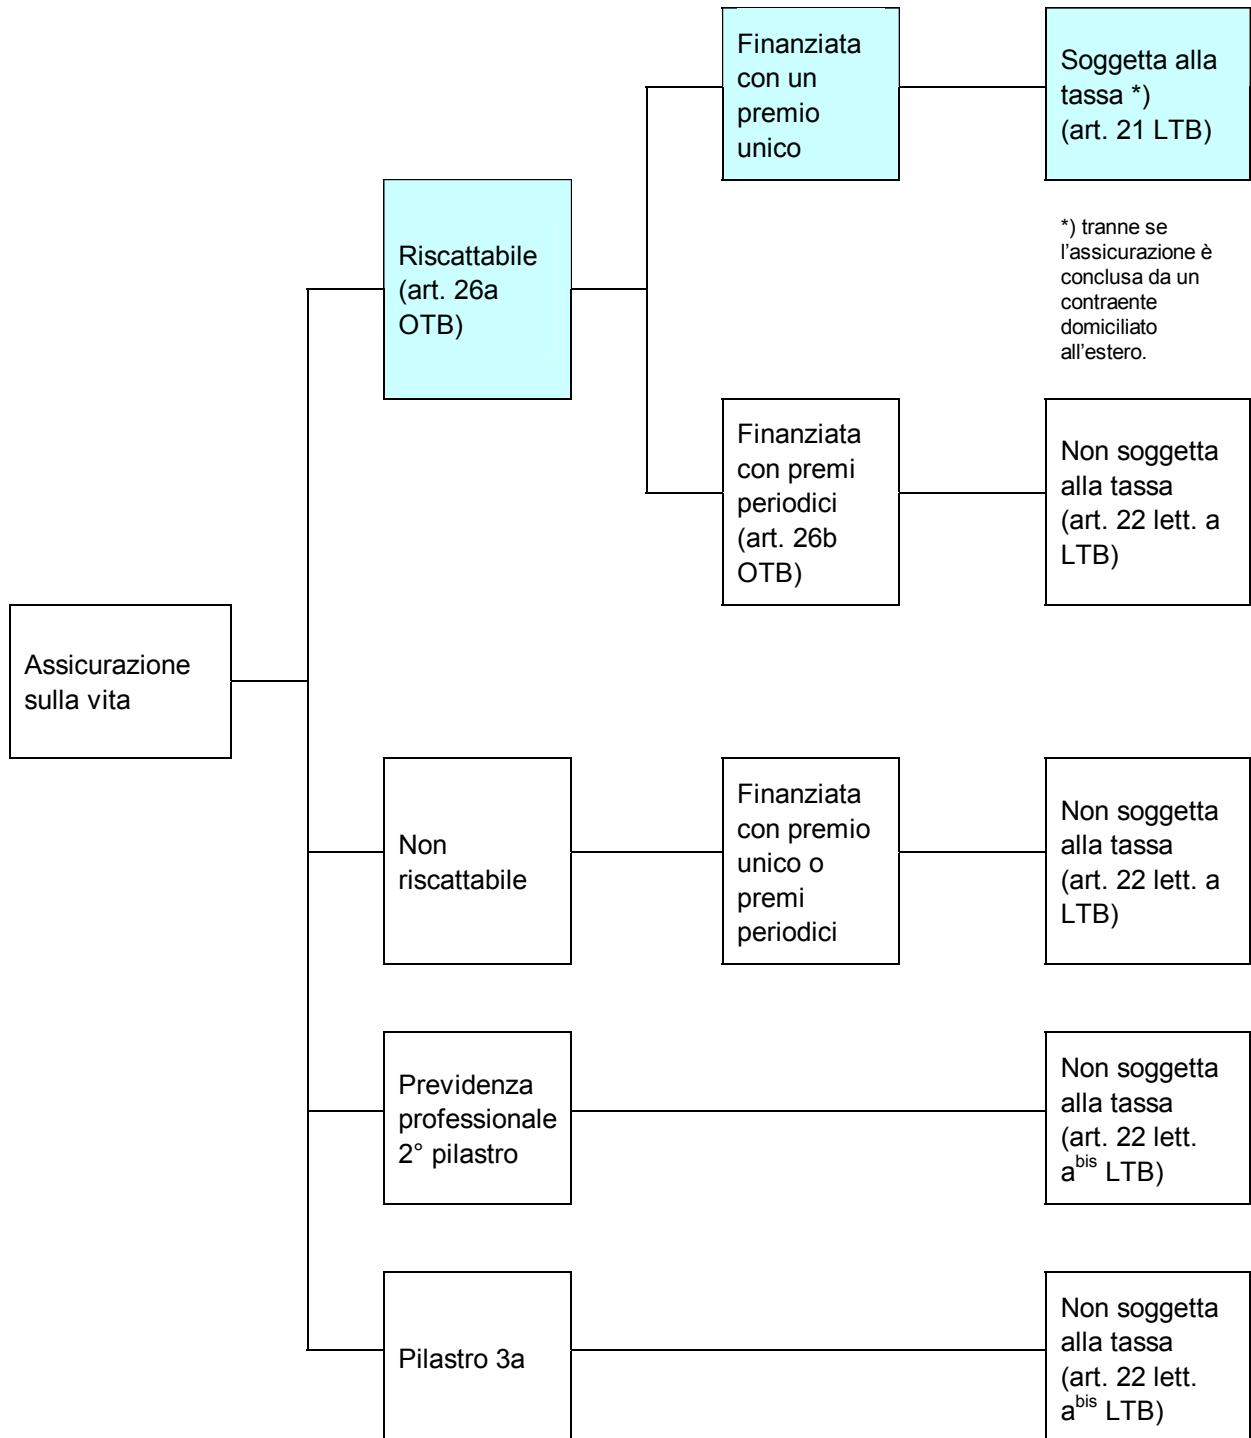 Finanziata
con un
premio
unico
Soggetta alla
tassa *)
(art. 21 LTB)
Riscattabile
(art. 26a
OTB)
*) tranne se
l'assicurazione è
conclusa da un
contraente
domiciliato
all'estero.
Finanziata
con premi
periodici
(art. 26b
OTB)
Non soggetta
alla tassa
(art. 22 lett. a
LTB)
Assicurazione
sulla vita
Non
riscattabile
Finanziata
con premio
unico o
premi
periodici
Non soggetta
alla tassa
(art. 22 lett. a
LTB)
Previdenza
professionale
2° pilastro
Non soggetta
alla tassa
(art. 22 lett.
a^bis LTB)
Pilastro 3a
Non soggetta
alla tassa
(art. 22 lett.
a^bis LTB)